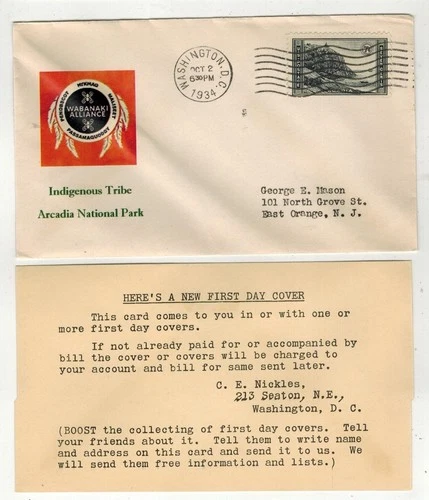 WASHINGTON, D.C.
OCT 2
6 30 PM
1934
PENOBSCOT MI'KMAQ MALISEET
WABANAKI
ALLIANCE
PASSAMAQUODDY
Indigenous Tribe
Arcadia National Park
George E. Mason
101 North Grove St.
East Orange, N. J.
HERE'S A NEW FIRST DAY COVER
This card comes to you in or with one or
more first day covers.
If not already paid for or accompanied by
bill the cover or covers will be charged to
your account and bill for same sent later.
C. E. Nickles,
213 Seaton, N.E.,
Washington, D. C.
(BOOST the collecting of first day covers. Tell
your friends about it. Tell them to write name
and address on this card and send it to us. We
will send them free information and lists.)